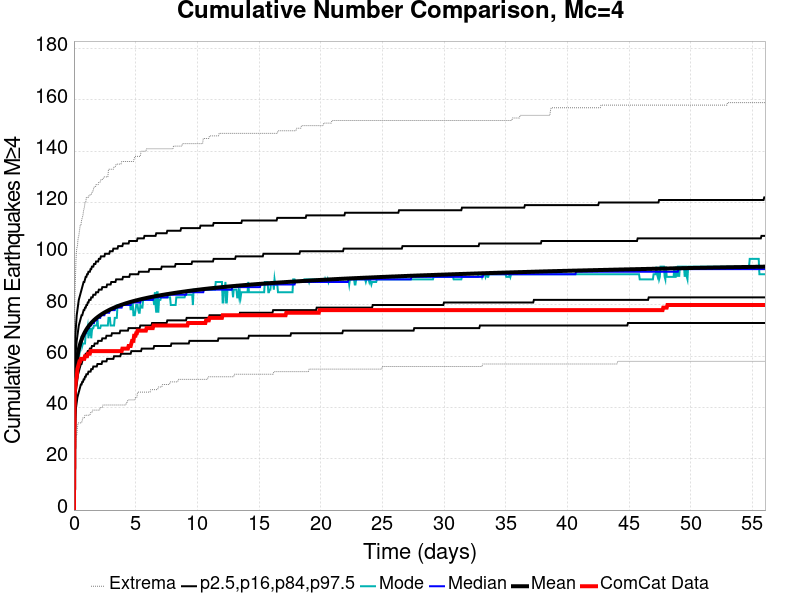 Cumulative Number Comparison, Mc=4
Cumulative Num Earthquakes M≥4
180
160
140
120
100
80
60
40
20
0
0 5 10 15 20 25 30 35 40 45 50 55
Time (days)
Extrema p2.5,p16,p84,p97.5 Mode Median Mean ComCat Data